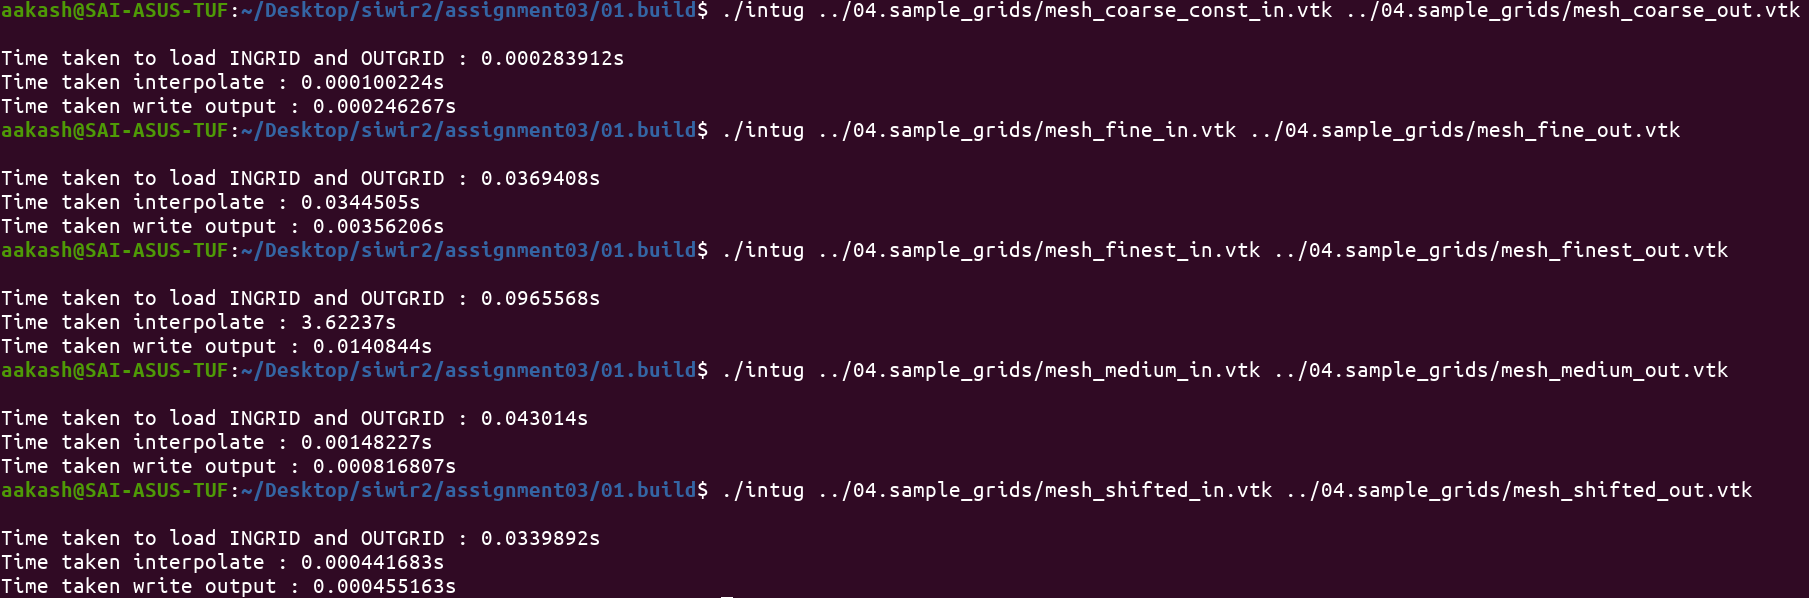 aakash@SAI-ASUS-TUF:~/Desktop/siwir2/assignment03/01.build$ ./intug ../04.sample_grids/mesh_coarse_const_in.vtk ../04.sample_grids/mesh_coarse_out.vtk
Time taken to load INGRID and OUTGRID : 0.000283912s
Time taken interpolate : 0.000100224s
Time taken write output : 0.000246267s
aakash@SAI-ASUS-TUF:~/Desktop/siwir2/assignment03/01.build$ ./intug ../04.sample_grids/mesh_fine_in.vtk ../04.sample_grids/mesh_fine_out.vtk
Time taken to load INGRID and OUTGRID : 0.0369408s
Time taken interpolate : 0.0344505s
Time taken write output : 0.00356206s
aakash@SAI-ASUS-TUF:~/Desktop/siwir2/assignment03/01.build$ ./intug ../04.sample_grids/mesh_finest_in.vtk ../04.sample_grids/mesh_finest_out.vtk
Time taken to load INGRID and OUTGRID : 0.0965568s
Time taken interpolate : 3.62237s
Time taken write output : 0.0140844s
aakash@SAI-ASUS-TUF:~/Desktop/siwir2/assignment03/01.build$ ./intug ../04.sample_grids/mesh_medium_in.vtk ../04.sample_grids/mesh_medium_out.vtk
Time taken to load INGRID and OUTGRID : 0.043014s
Time taken interpolate : 0.00148227s
Time taken write output : 0.000816807s
aakash@SAI-ASUS-TUF:~/Desktop/siwir2/assignment03/01.build$ ./intug ../04.sample_grids/mesh_shifted_in.vtk ../04.sample_grids/mesh_shifted_out.vtk
Time taken to load INGRID and OUTGRID : 0.0339892s
Time taken interpolate : 0.000441683s
Time taken write output : 0.000455163s